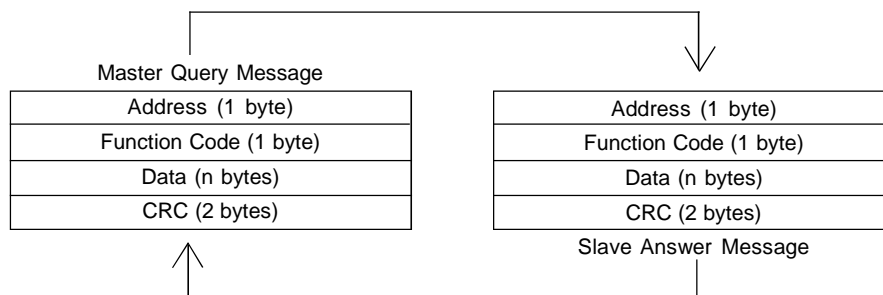 Master Query Message
Address (1 byte)
Function Code (1 byte)
Data (n bytes)
CRC (2 bytes)
Address (1 byte)
Function Code (1 byte)
Data (n bytes)
CRC (2 bytes)
Slave Answer Message